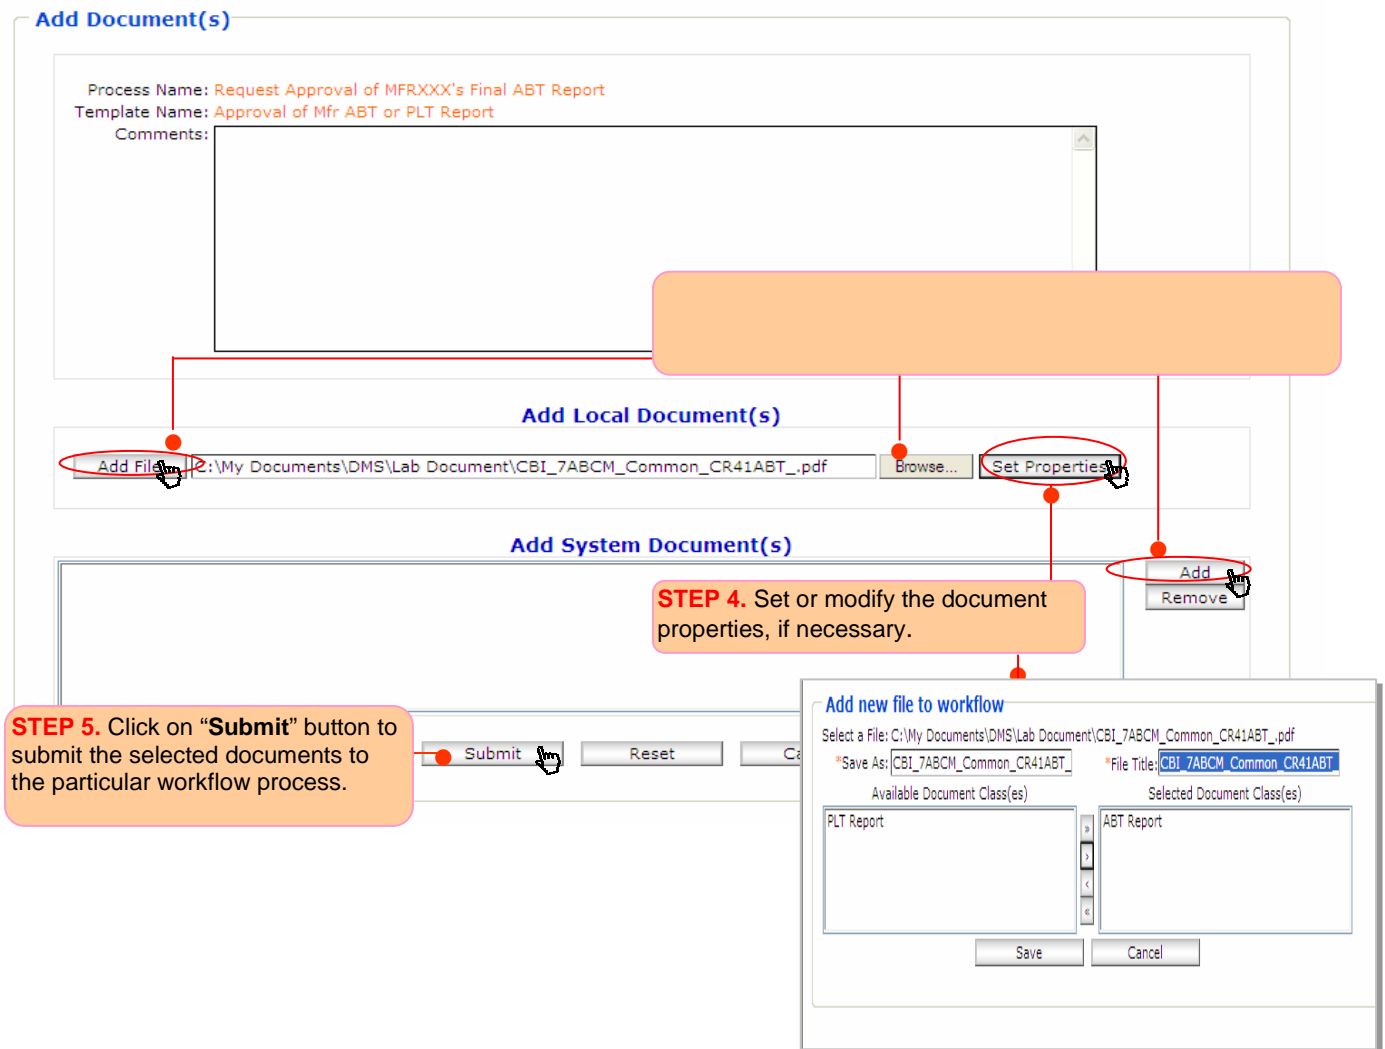 Add Document(s)
Process Name: Request Approval of MFRXXX's Final ABT Report
Template Name: Approval of Mfr ABT or PLT Report
Comments:
Add Local Document(s)
Add File C:\My Documents\DMS\Lab Document\CBI_7ABCM_Common_CR41ABT_.pdf Browse... Set Properties
Add System Document(s)
Add
Remove
STEP 4. Set or modify the document
properties, if necessary.
STEP 5. Click on “Submit” button to
submit the selected documents to
the particular workflow process.
Submit Reset
Add new file to workflow
Select a File: C:\My Documents\DMS\Lab Document\CBI_7ABCM_Common_CR41ABT_.pdf
*Save As: CBI_7ABCM_Common_CR41ABT_ *File Title: CBI_7ABCM_Common_CR41ABT_
Available Document Class(es) Selected Document Class(es)
PLT Report ABT Report
»
›
‹
«
Save Cancel